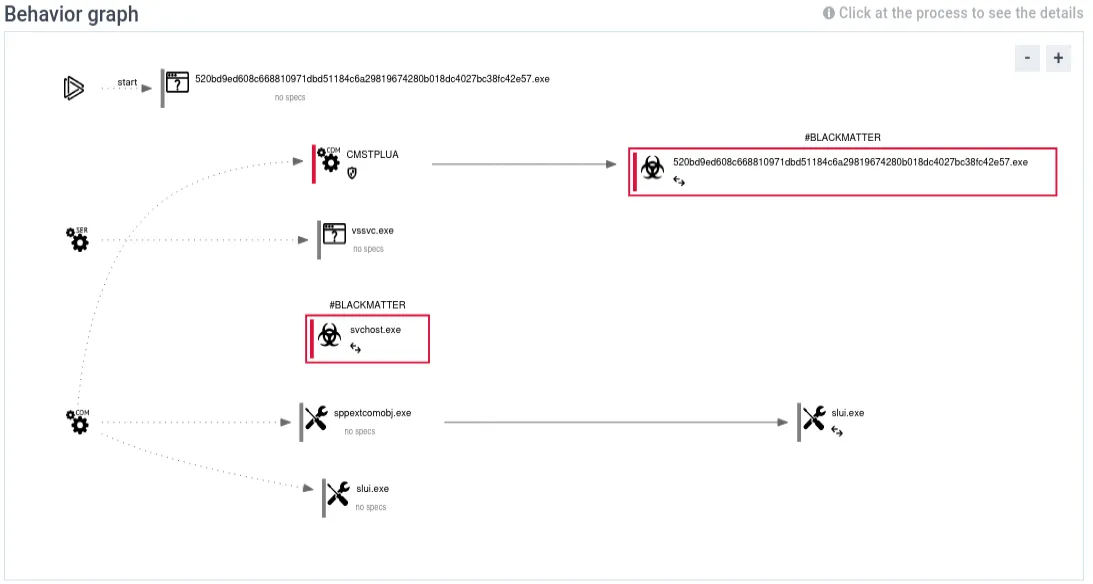 Behavior graph
Click at the process to see the details
- +
start
520bd9ed608c668810971dbd51184c6a29819674280b018dc4027bc38fc42e57.exe
no specs
#BLACKMATTER
COM
CMSTPLUA
520bd9ed608c668810971dbd51184c6a29819674280b018dc4027bc38fc42e57.exe
SER
vssvc.exe
no specs
#BLACKMATTER
svchost.exe
COM
sppextcomobj.exe
no specs
slui.exe
slui.exe
no specs